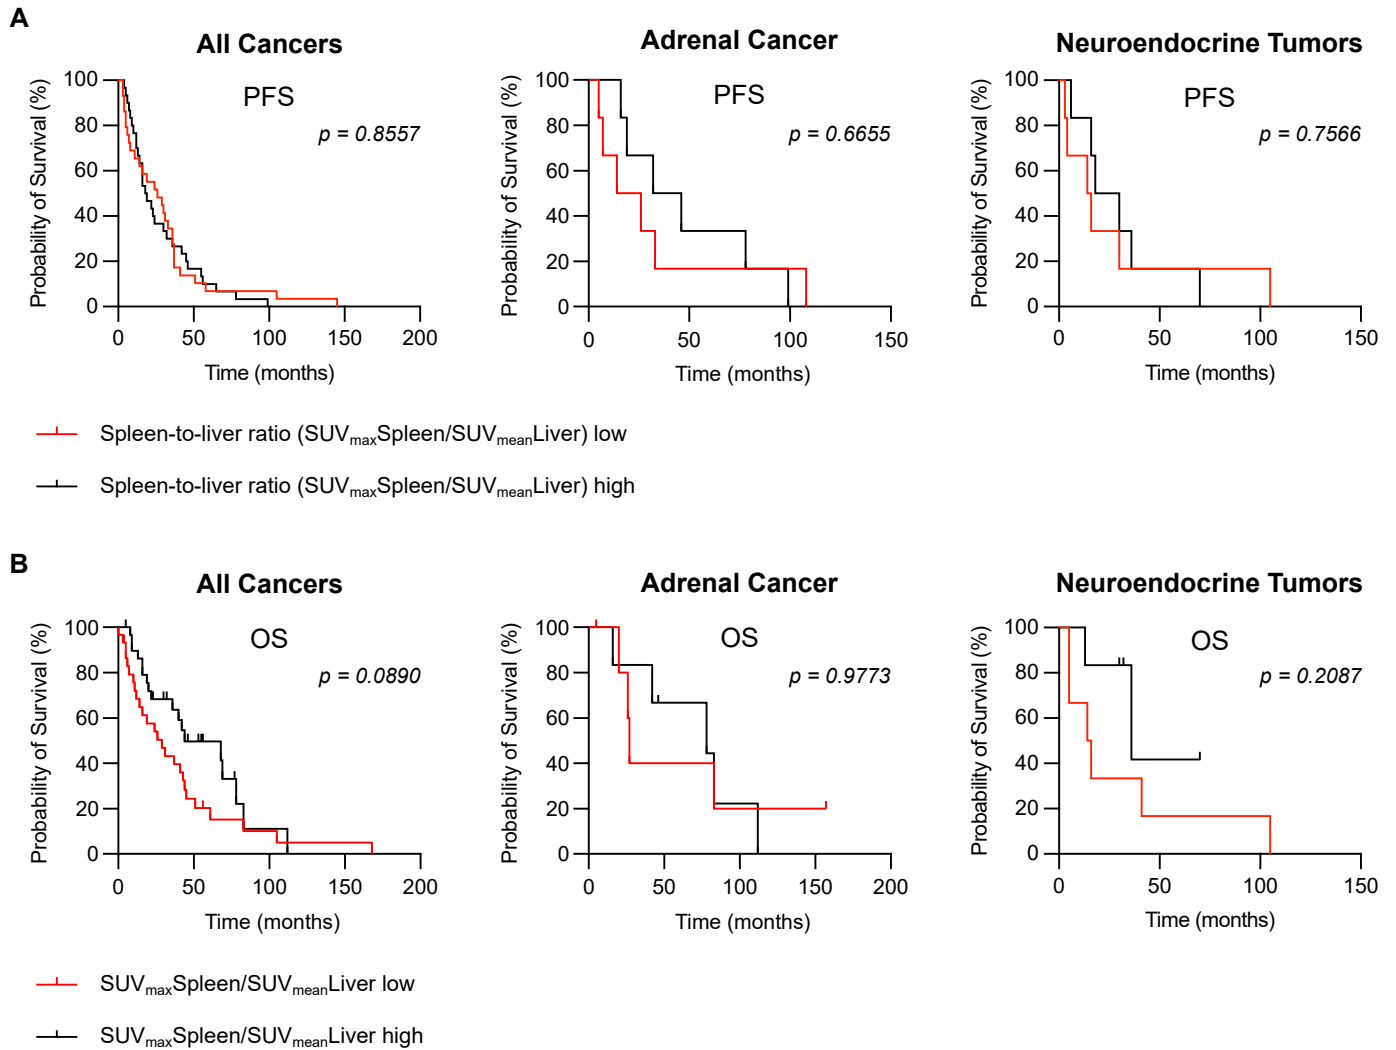 A
All Cancers
Adrenal Cancer
Neuroendocrine Tumors
PFS
p = 0.8557
Probability of Survival (%)
100
80
60
40
20
0
0 50 100 150 200
Time (months)
PFS
p = 0.6655
Probability of Survival (%)
100
80
60
40
20
0
0 50 100 150
Time (months)
PFS
p = 0.7566
Probability of Survival (%)
100
80
60
40
20
0
0 50 100 150
Time (months)
Spleen-to-liver ratio (SUVmaxSpleen/SUVmeanLiver) low
Spleen-to-liver ratio (SUVmaxSpleen/SUVmeanLiver) high
B
All Cancers
Adrenal Cancer
Neuroendocrine Tumors
OS
p = 0.0890
Probability of Survival (%)
100
80
60
40
20
0
0 50 100 150 200
Time (months)
OS
p = 0.9773
Probability of Survival (%)
100
80
60
40
20
0
0 50 100 150 200
Time (months)
OS
p = 0.2087
Probability of Survival (%)
100
80
60
40
20
0
0 50 100 150
Time (months)
SUVmaxSpleen/SUVmeanLiver low
SUVmaxSpleen/SUVmeanLiver high